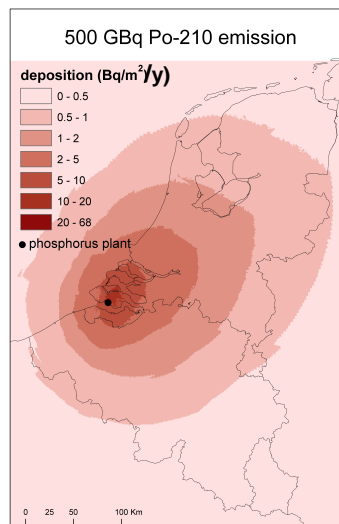 500 GBq Po-210 emission
deposition (Bq/m²/y)
0 - 0.5
0.5 - 1
1 - 2
2 - 5
5 - 10
10 - 20
20 - 68
phosphorus plant
0 25 50 100 Km